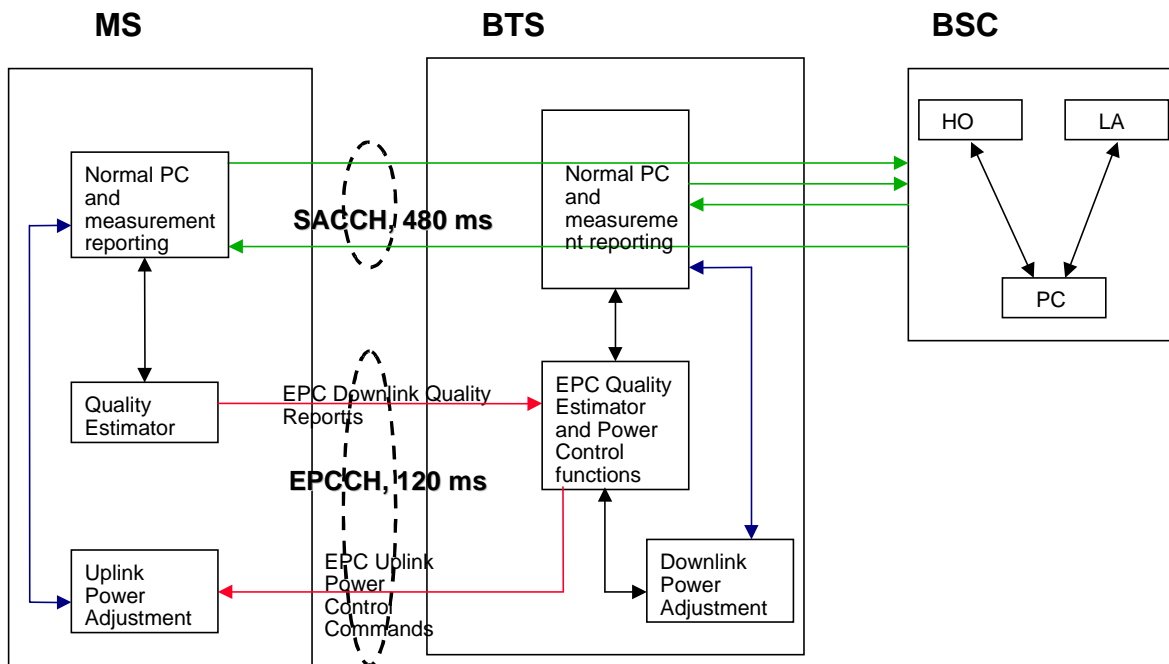 MS
BTS
BSC
HO
LA
Normal PC
and
measurement
reporting
Normal PC
and
measureme
nt reporting
SACCH, 480 ms
PC
Quality
Estimator
EPC Downlink Quality
Reportts
EPC Quality
Estimator
and Power
Control
functions
EPCCH, 120 ms
Uplink
Power
Adjustment
EPC Uplink
Power
Control
Commands
Downlink
Power
Adjustment